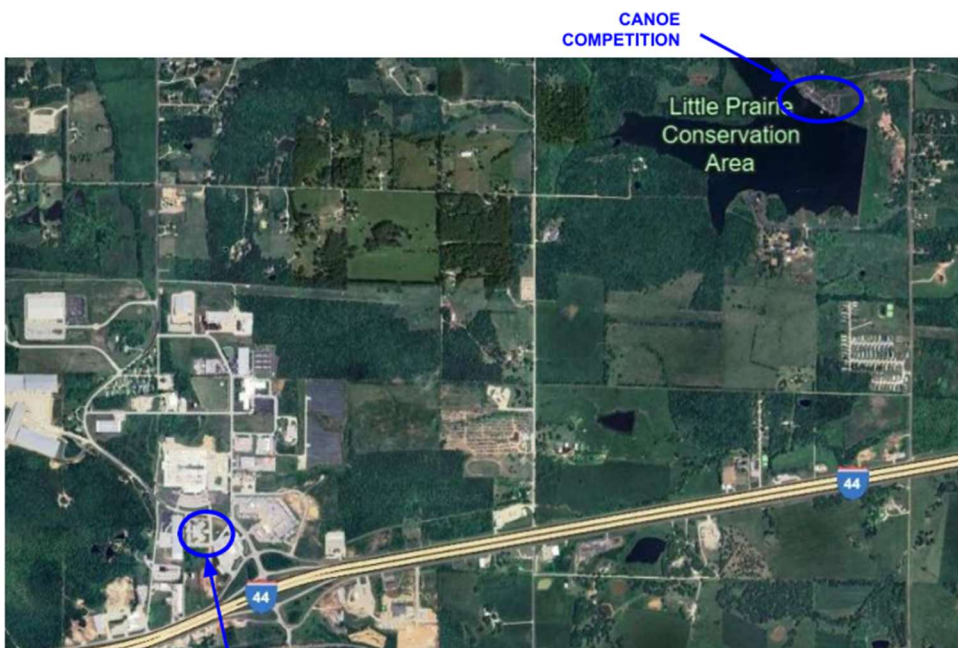 CANOE
COMPETITION
Little Prairie
Conservation
Area
44
44